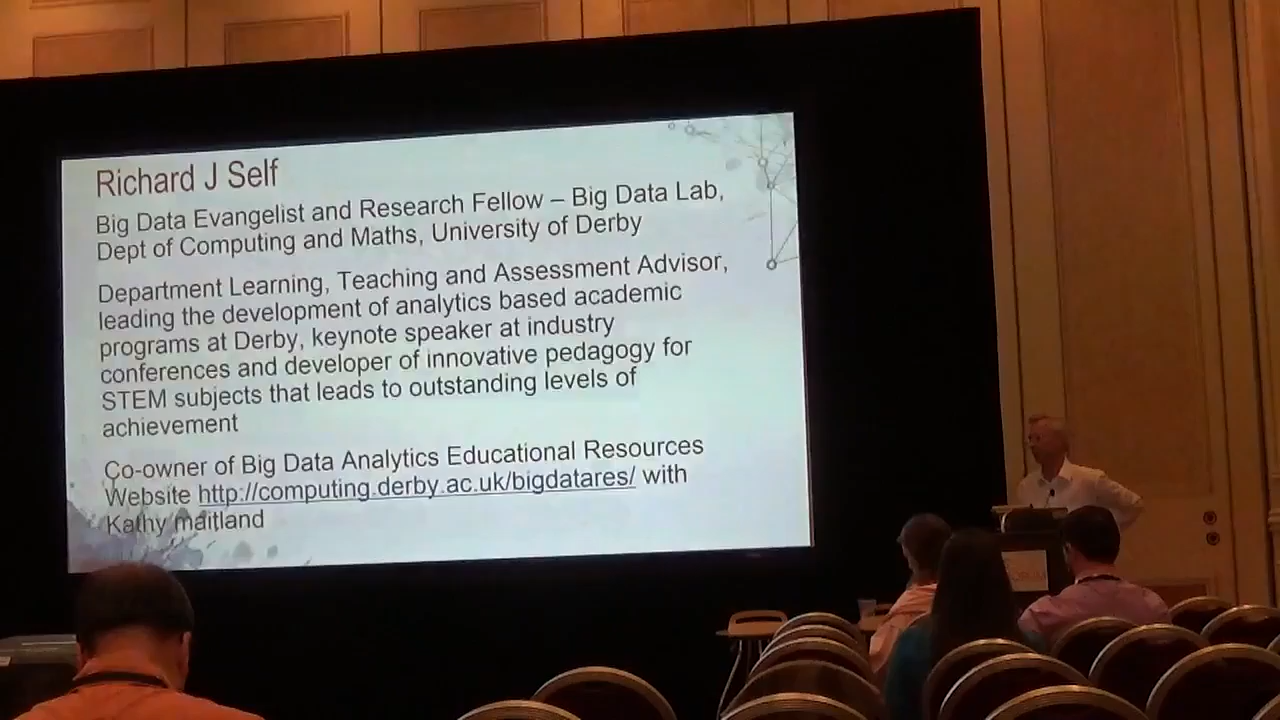 Richard J Self
Big Data Evangelist and Research Fellow – Big Data Lab,
Dept of Computing and Maths, University of Derby
Department Learning, Teaching and Assessment Advisor,
leading the development of analytics based academic
programs at Derby, keynote speaker at industry
conferences and developer of innovative pedagogy for
STEM subjects that leads to outstanding levels of
achievement
Co-owner of Big Data Analytics Educational Resources
Website http://computing.derby.ac.uk/bigdatares/ with
Kathy maitland